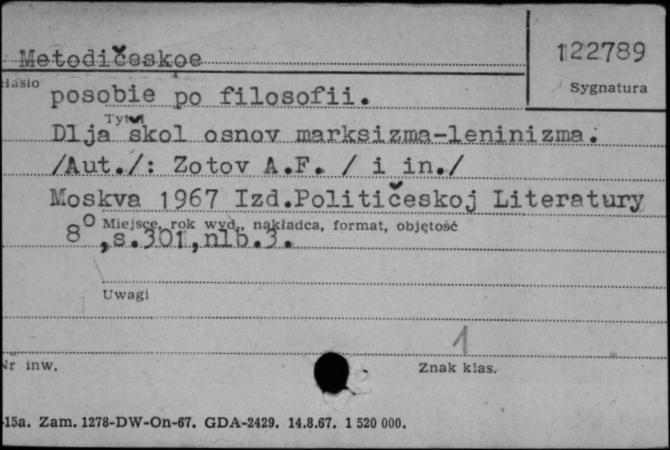 Metodičeskoe
122789
Hasło
Sygnatura
posobie po filosofii.
Tytuł
Dlja škol osnov marksizma-leninizma.
/Aut./: Zotov A.F. / i in./
Moskva 1967 Izd.Političeskoj Literatury
Miejsce, rok wyd., nakładca, format, objętość
8° ,s.301,nlb.3.
Uwagi
1
Nr inw.
Znak klas.
-15a. Zam. 1278-DW-On-67. GDA-2429. 14.8.67. 1 520 000.